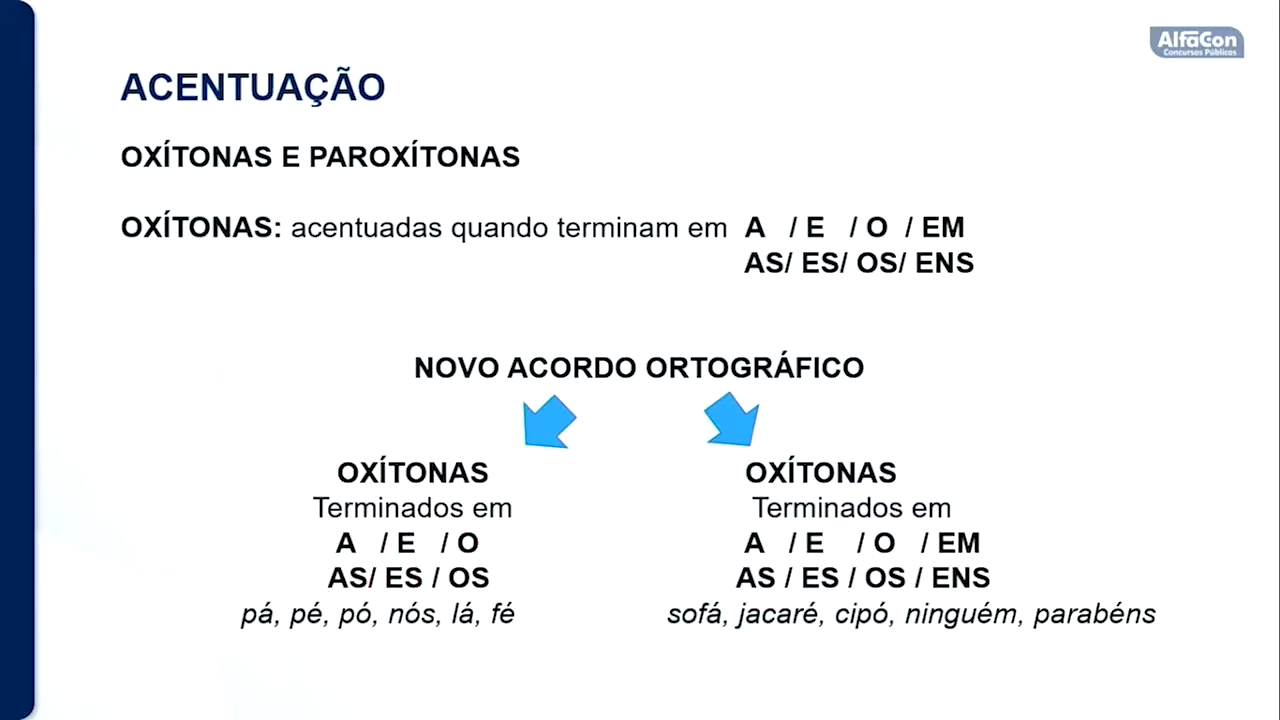 AlfaCon
Concursos Públicos
ACENTUAÇÃO
OXÍTONAS E PAROXÍTONAS
OXÍTONAS: acentuadas quando terminam em A / E / O / EM
AS/ ES/ OS/ ENS
NOVO ACORDO ORTOGRÁFICO
OXÍTONAS
Terminados em
A / E / O
AS/ ES / OS
pá, pé, pó, nós, lá, fé
OXÍTONAS
Terminados em
A / E / O / EM
AS / ES / OS / ENS
sofá, jacaré, cipó, ninguém, parabéns